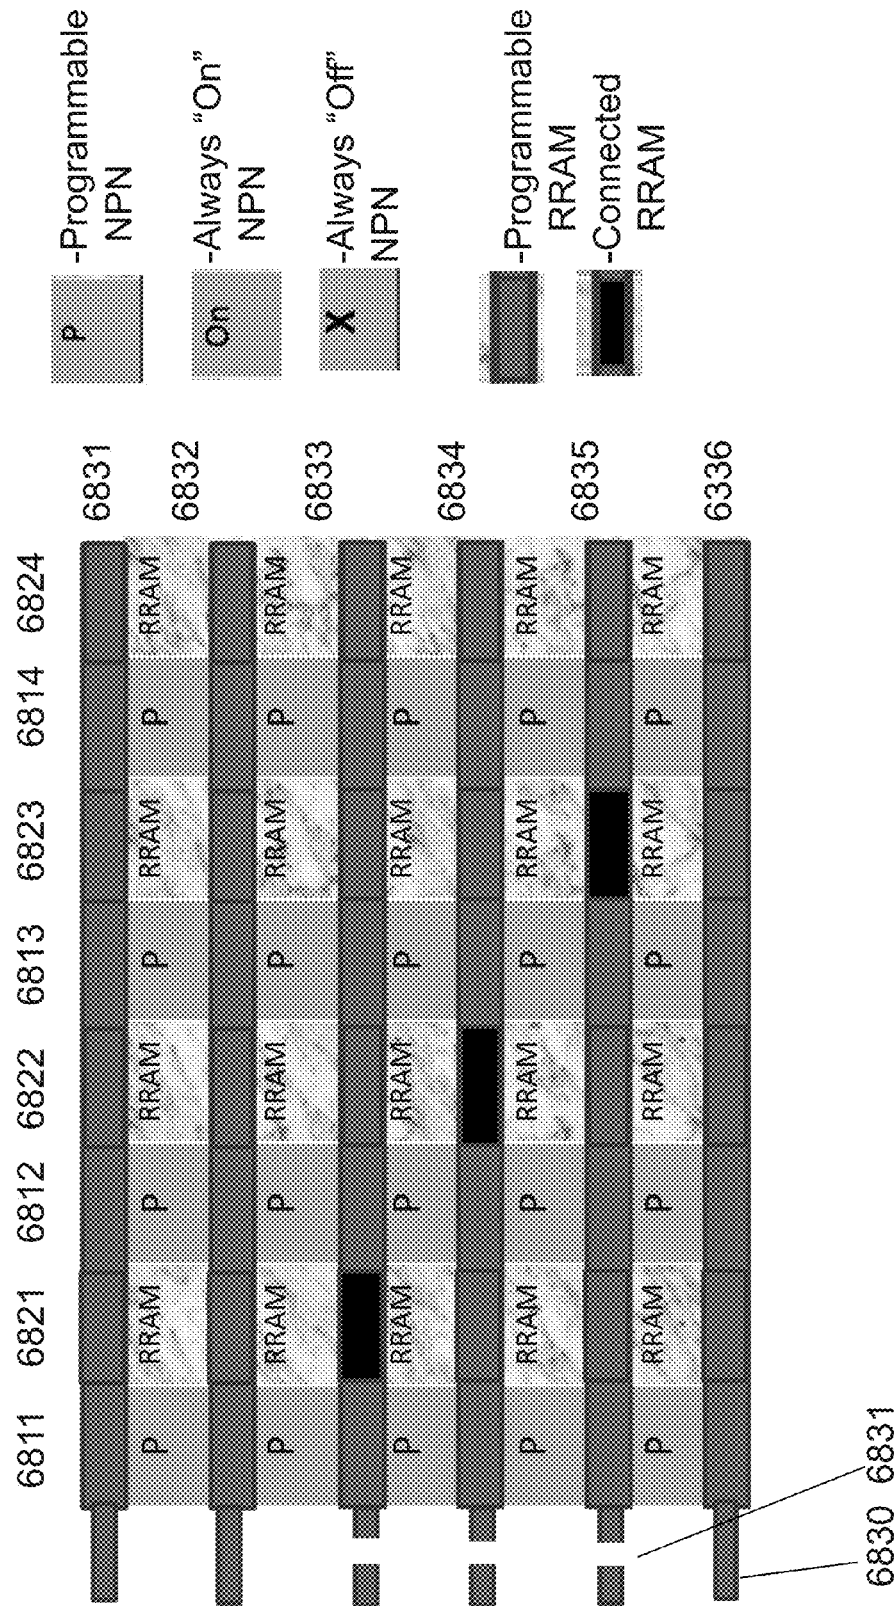 6811 6821 6812 6822 6813 6823 6814 6824
6831
P RRAM P RRAM P RRAM P RRAM
6832
P RRAM P RRAM P RRAM P RRAM
6833
P RRAM P RRAM P RRAM P RRAM
6834
P RRAM P RRAM P RRAM P RRAM
6835
P RRAM P RRAM P RRAM P RRAM
6336
6830 6831
P -Programmable
NPN
On -Always "On"
NPN
X -Always "Off"
NPN
-Programmable
RRAM
-Connected
RRAM